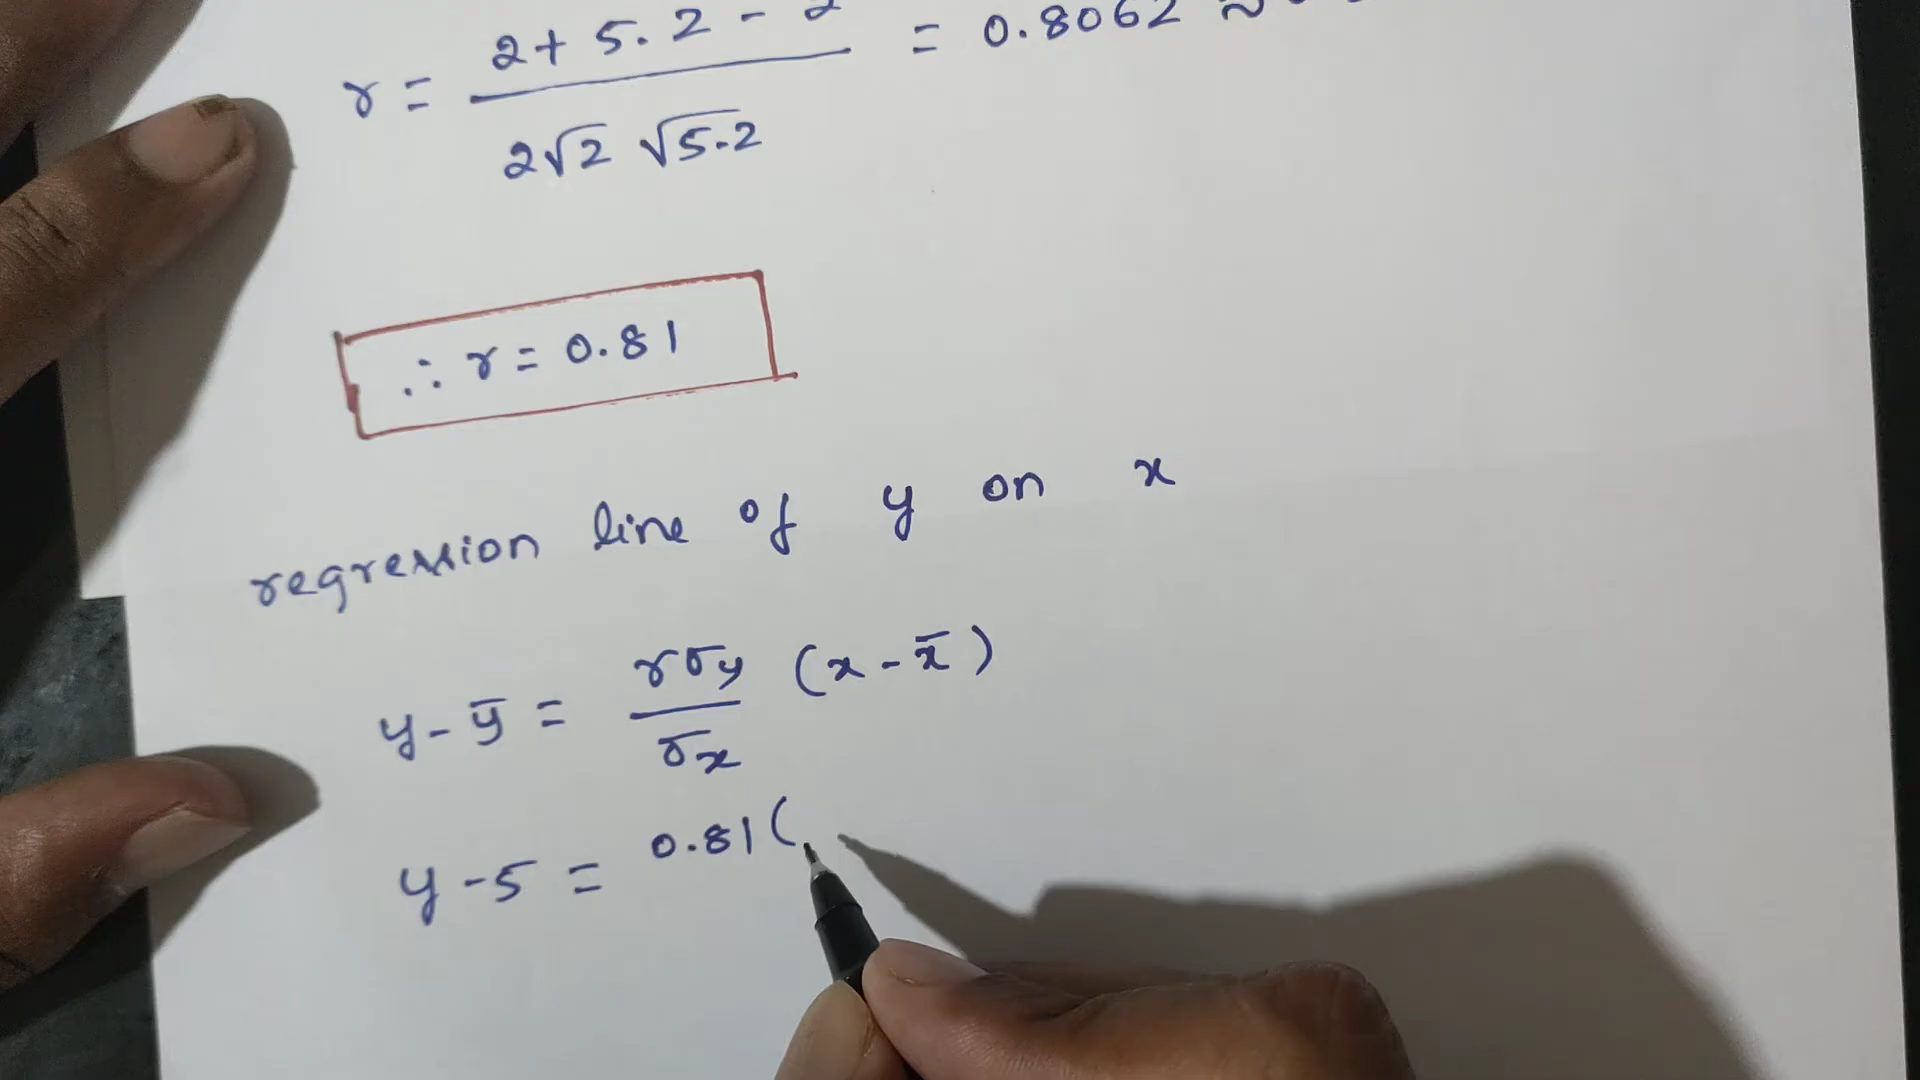 r = 2 + 5.2 - 2 / 2√2 √5.2 = 0.8062 ≈
∴ r = 0.81
regression line of y on x
y - ȳ = rσy / σx (x - x̄)
y - 5 = 0.81 (